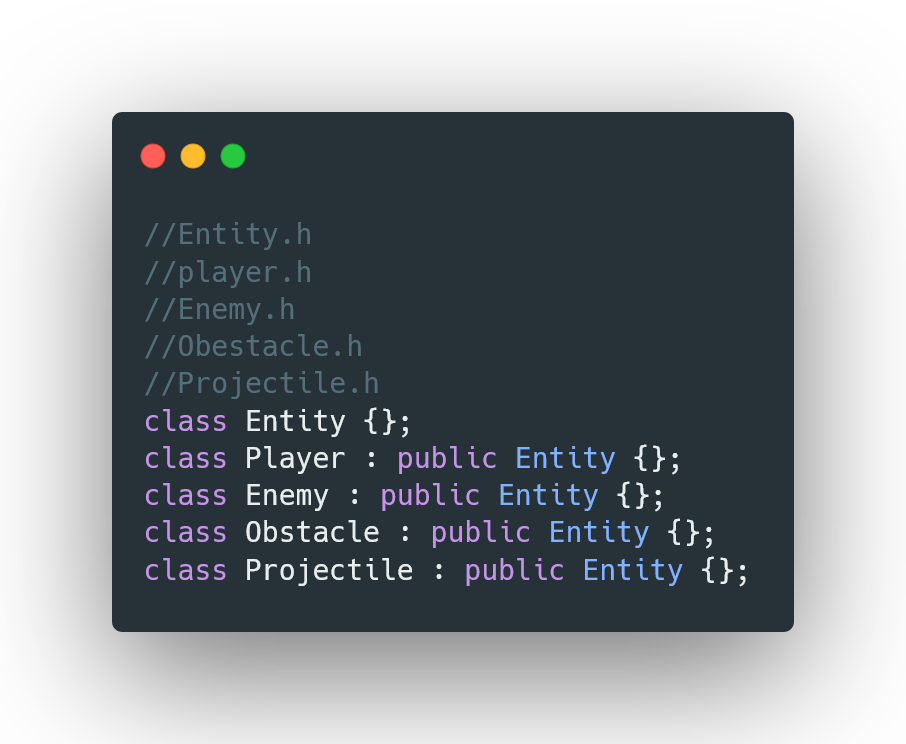 //Entity.h
//player.h
//Enemy.h
//Obestacle.h
//Projectile.h
class Entity {};
class Player : public Entity {};
class Enemy : public Entity {};
class Obstacle : public Entity {};
class Projectile : public Entity {};